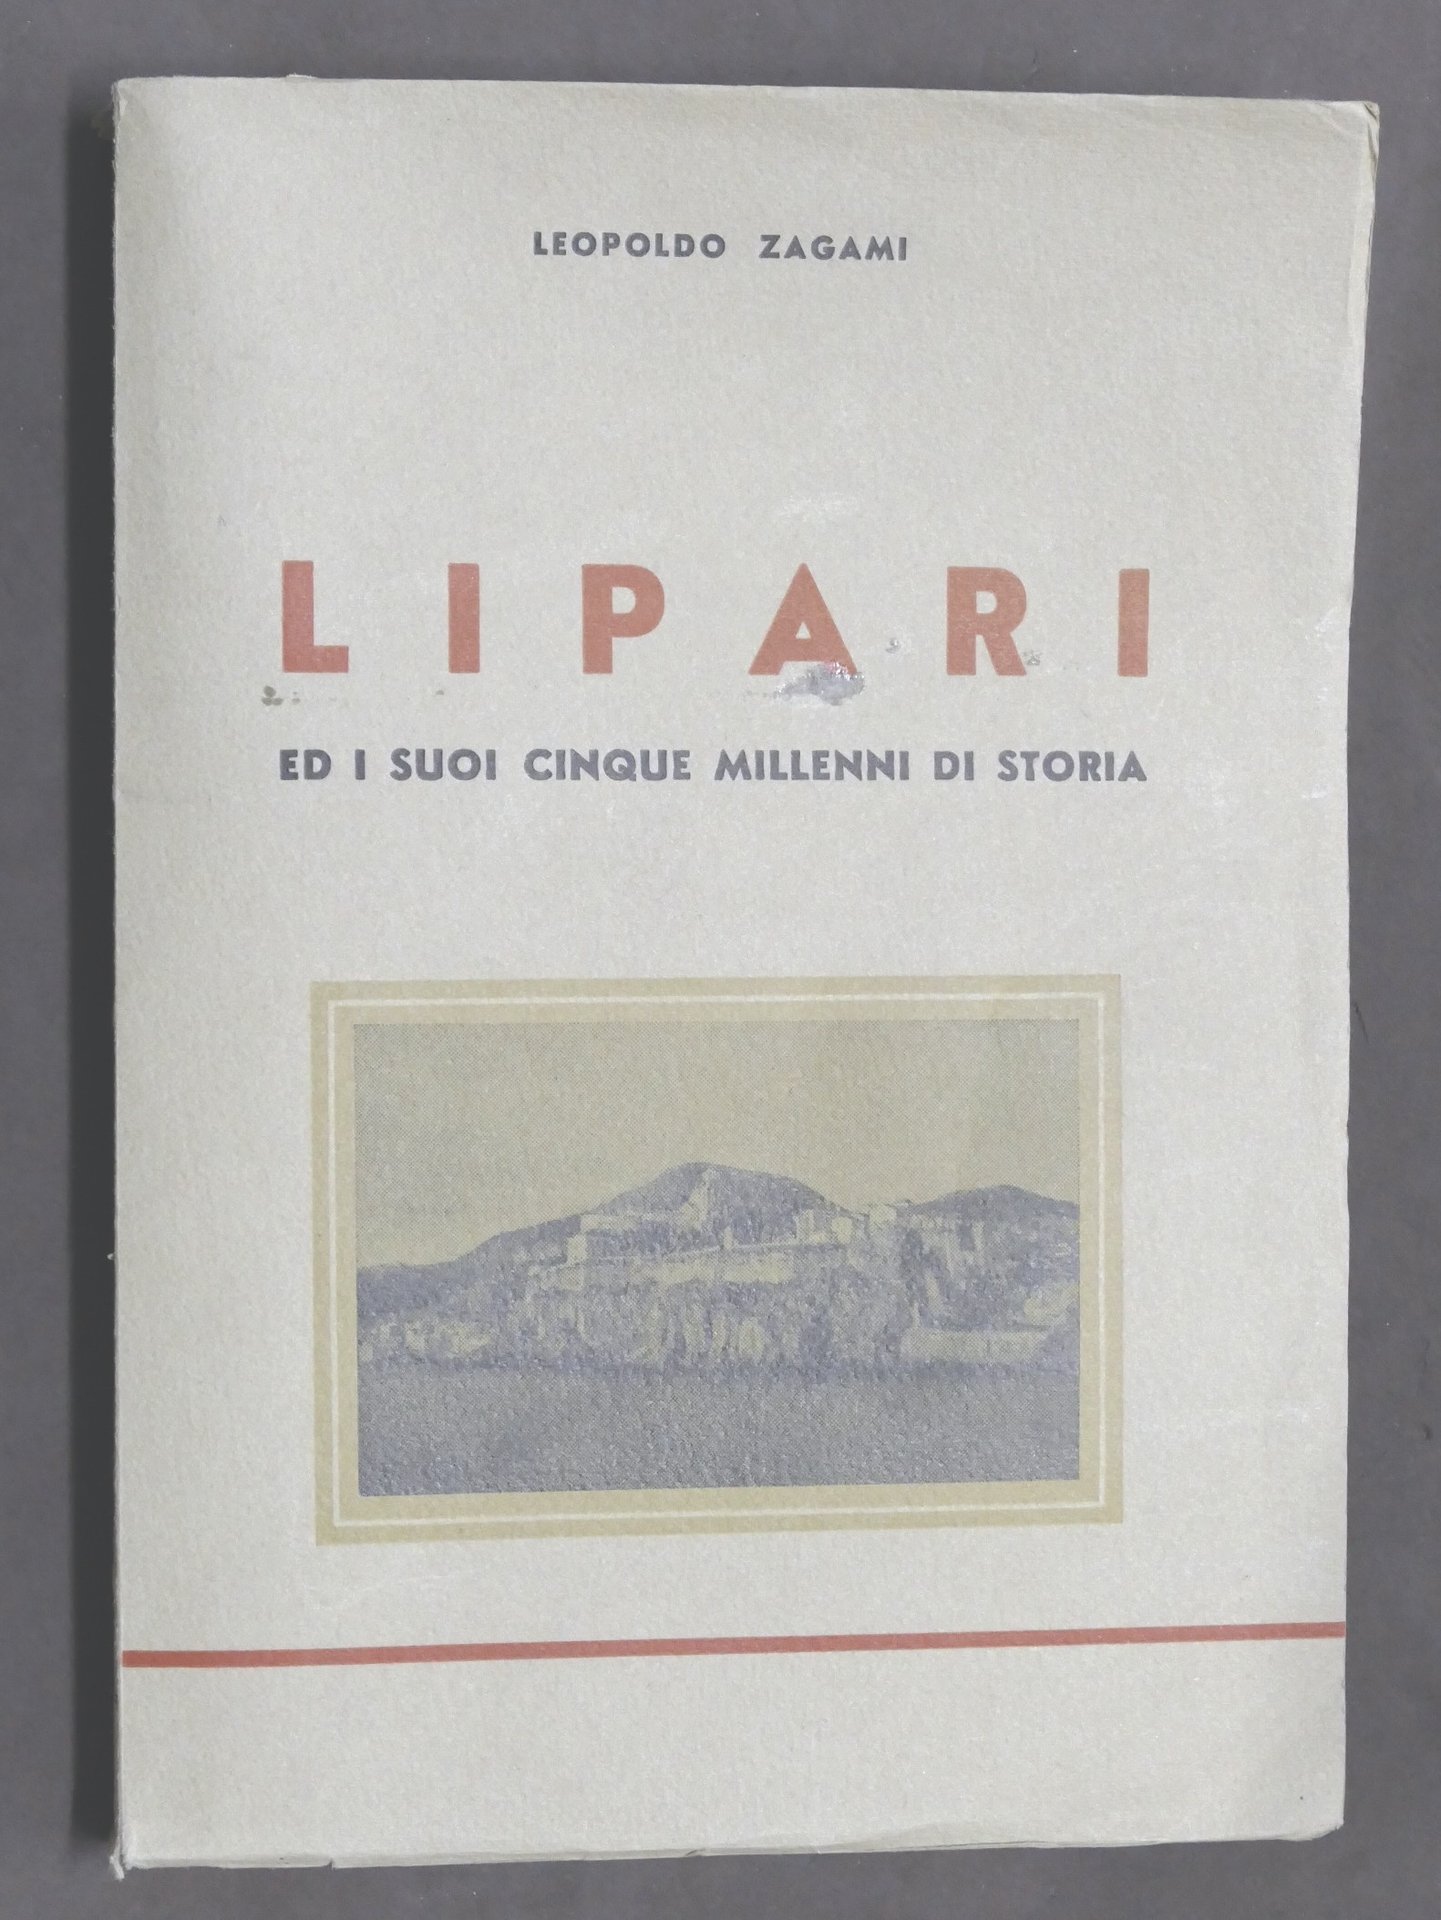 LEOPOLDO ZAGAMI
LIPARI
ED I SUOI CINQUE MILLENNI DI STORIA